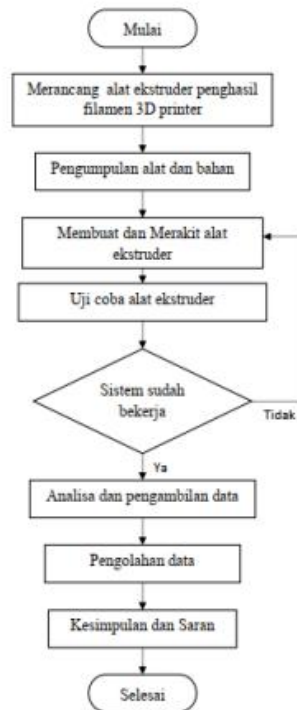 Mulai
Merancang alat ekstruder penghasil
filamen 3D printer
Pengumpulan alat dan bahan
Membuat dan Merakit alat
ekstruder
Uji coba alat ekstruder
Sistem sudah
bekerja
Tidak
Ya
Analisa dan pengambilan data
Pengolahan data
Kesimpulan dan Saran
Selesai